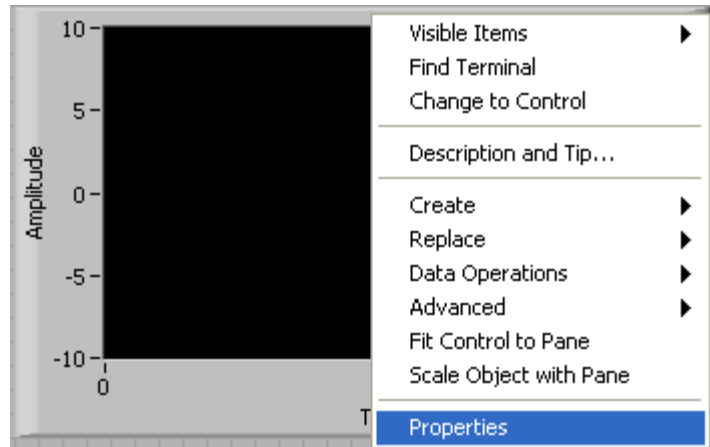 10
5
0
-5
-10
Amplitude
0
T
Visible Items
Find Terminal
Change to Control
Description and Tip...
Create
Replace
Data Operations
Advanced
Fit Control to Pane
Scale Object with Pane
Properties